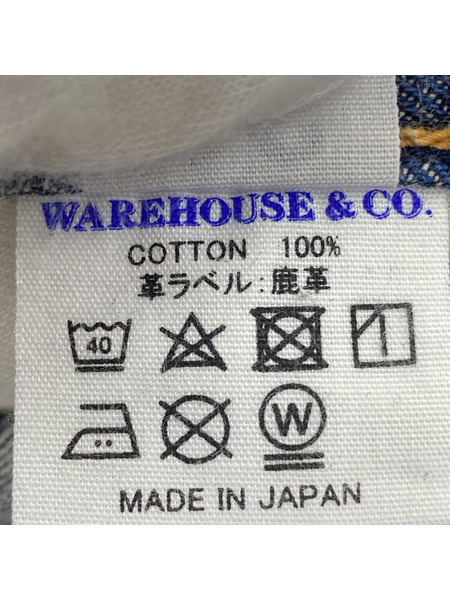 WAREHOUSE & CO.
COTTON 100%
革ラベル:鹿革
40
W
MADE IN JAPAN